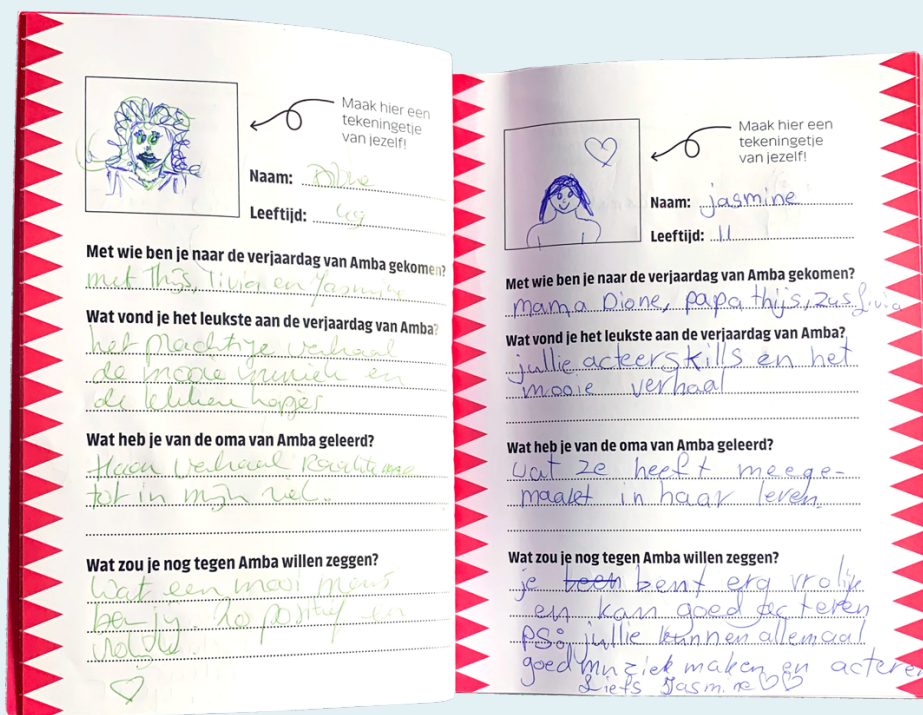 Maak hier een
tekeningetje
van jezelf!
Naam:
Leeftijd: 49
Met wie ben je naar de verjaardag van Amba gekomen?
met Thijs, Livia en Yasmine
Wat vond je het leukste aan de verjaardag van Amba?
het prachtige verhaal
de mooie muziek en
de lekkere hapjes
Wat heb je van de oma van Amba geleerd?
Haar verhaal raakte me
tot in mijn ziel.
Wat zou je nog tegen Amba willen zeggen?
Wat een mooi mens
ben jij. Zo positief en
vrolijk.
Maak hier een
tekeningetje
van jezelf!
Naam: jasmine
Leeftijd: 11
Met wie ben je naar de verjaardag van Amba gekomen?
mama Dione, papa thijs, zus Livia
Wat vond je het leukste aan de verjaardag van Amba?
jullie acteerskills en het
mooie verhaal
Wat heb je van de oma van Amba geleerd?
wat ze heeft meege-
maakt in haar leven.
Wat zou je nog tegen Amba willen zeggen?
je bent erg vrolijk
en kan goed acteren
PS: jullie kunnen allemaal
goed muziek maken en acteren
Liefs Jasmine